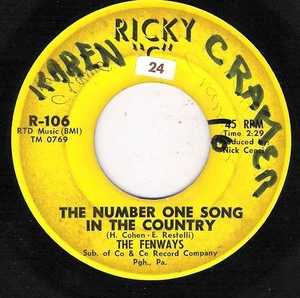 RICKY
"C"
KAREN
CRAMER
24
R-106
RTD Music (BMI)
TM 0769
45 RPM
Time 2:29
Produced by
Nick Cenci
THE NUMBER ONE SONG
IN THE COUNTRY
(H. Cohen - E. Restelli)
THE FENWAYS
Sub. of Co & Ce Record Company
Pgh., Pa.